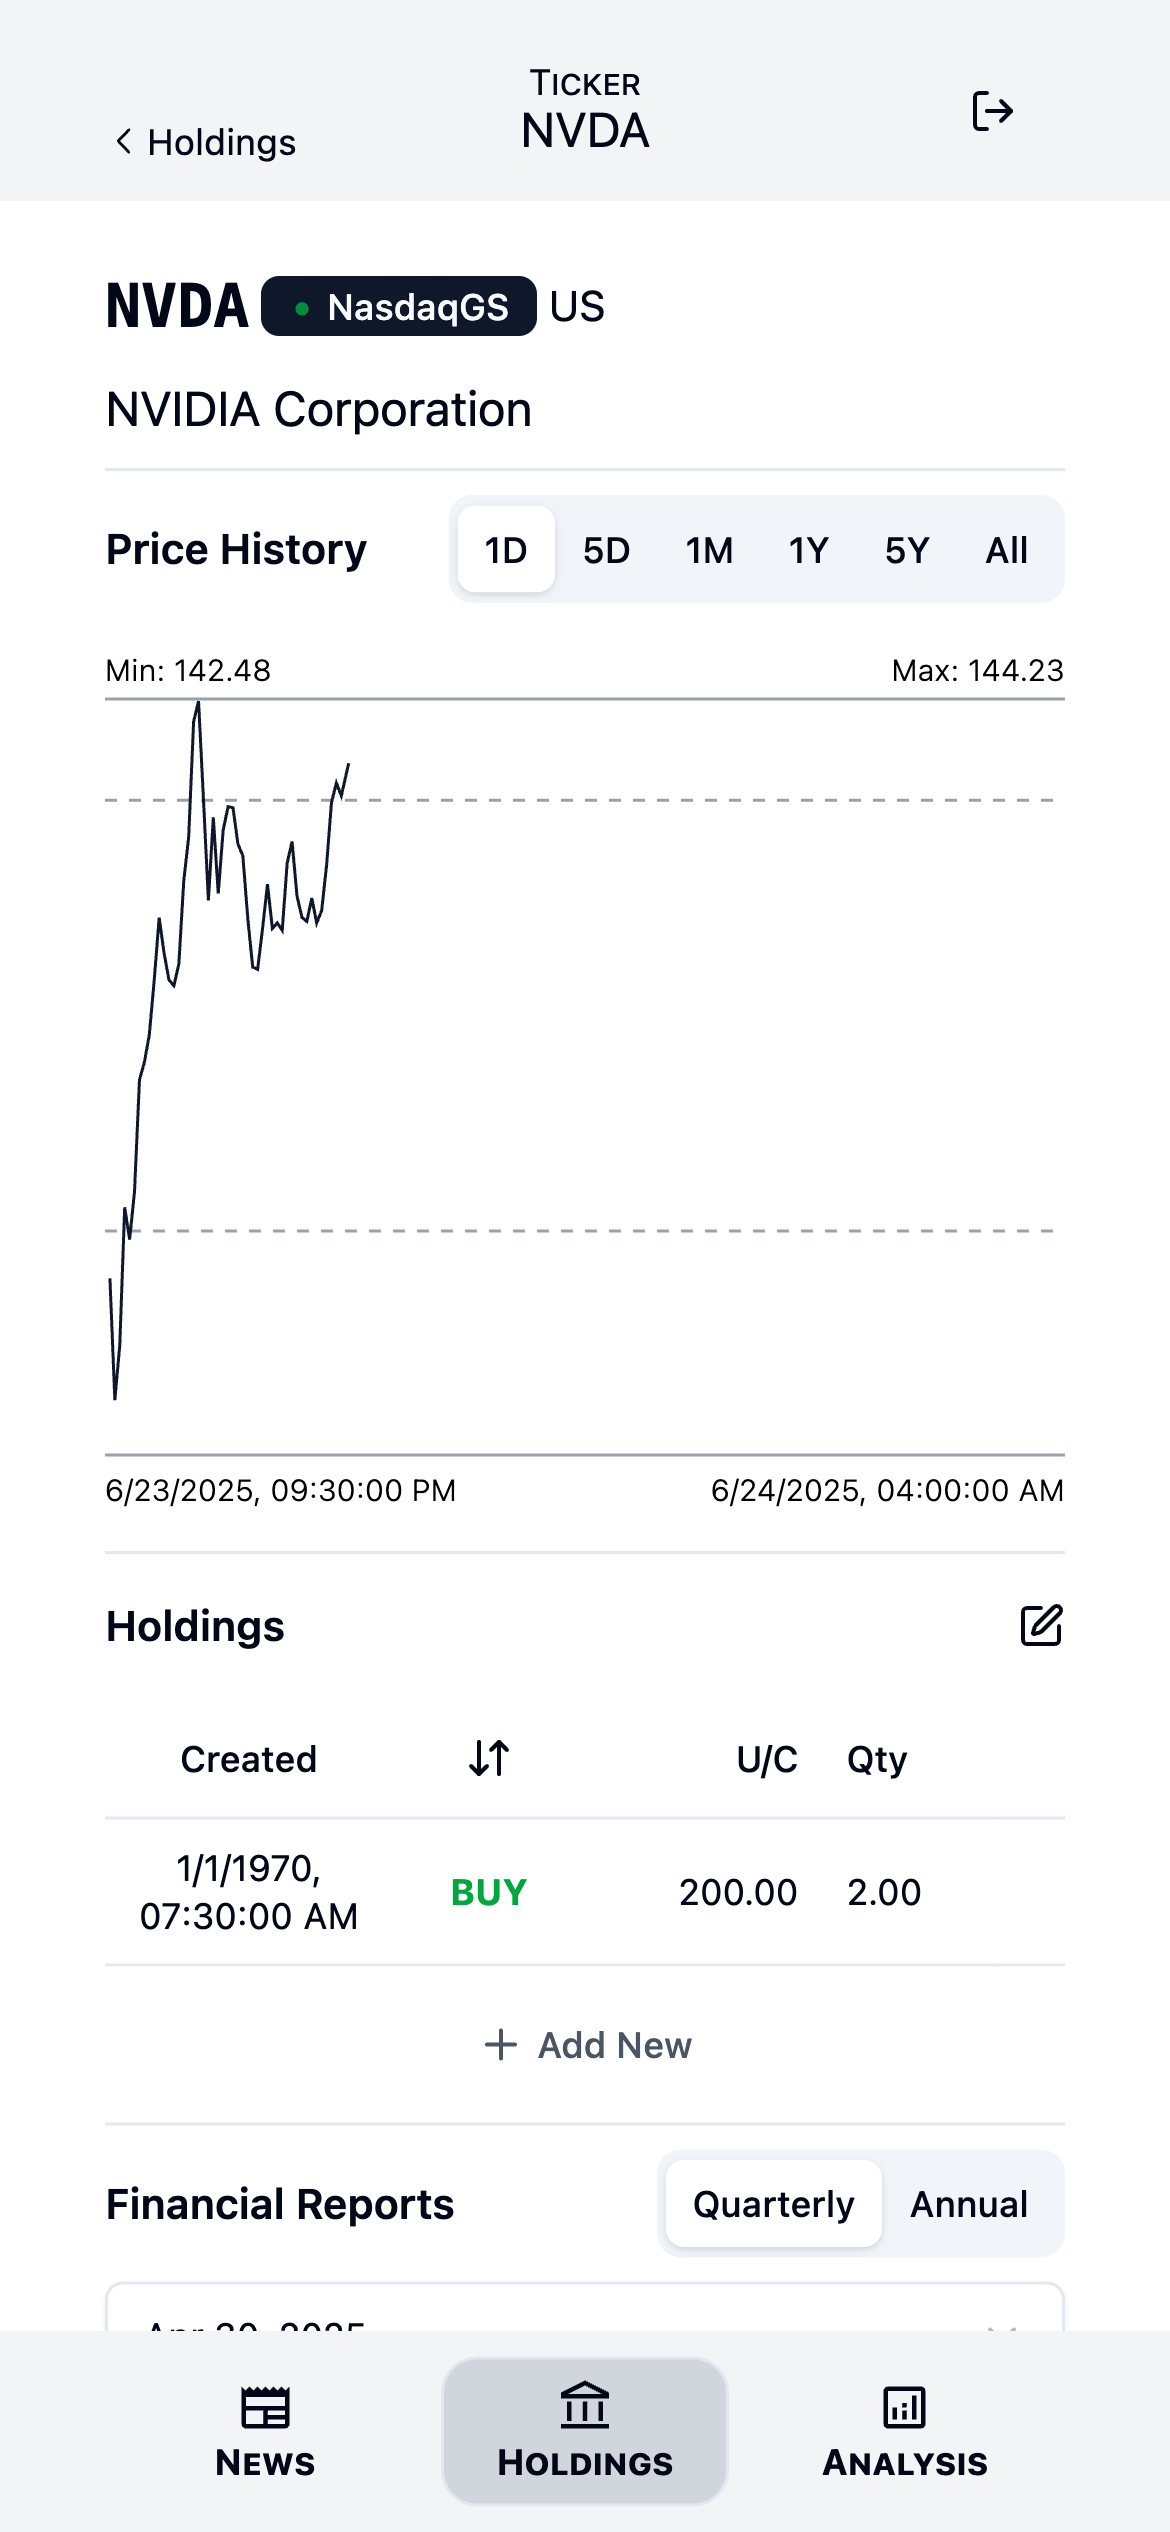 TICKER
NVDA
Holdings
NVDA NasdaqGS US
NVIDIA Corporation
Price History 1D 5D 1M 1Y 5Y All
Min: 142.48 Max: 144.23
6/23/2025, 09:30:00 PM 6/24/2025, 04:00:00 AM
Holdings
Created U/C Qty
1/1/1970,
07:30:00 AM BUY 200.00 2.00
Add New
Financial Reports Quarterly Annual
Apr 30, 2025
NEWS HOLDINGS ANALYSIS